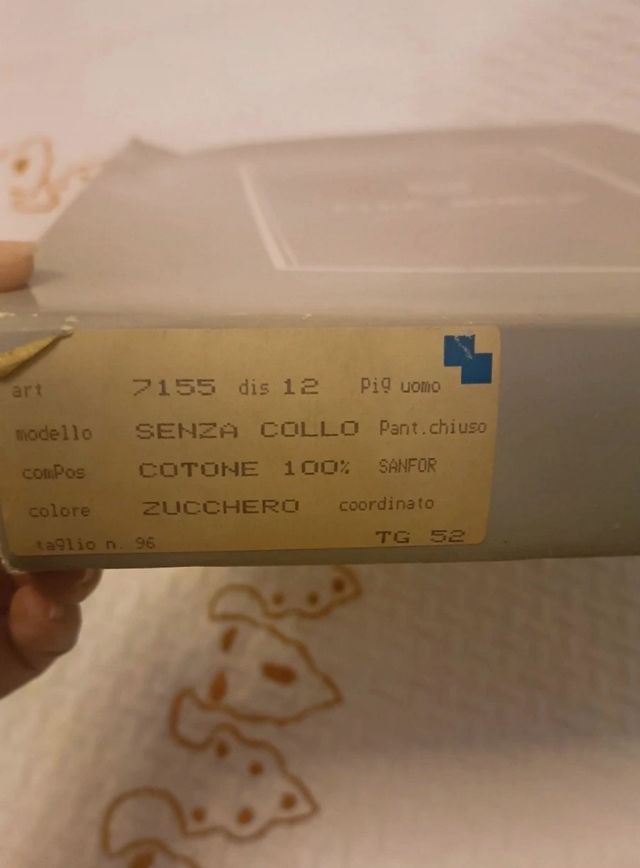 art 7155 dis 12 Pig uomo
modello SENZA COLLO Pant.chiuso
comPos COTONE 100% SANFOR
colore ZUCCHERO coordinato
taglio n. 96 TG 52